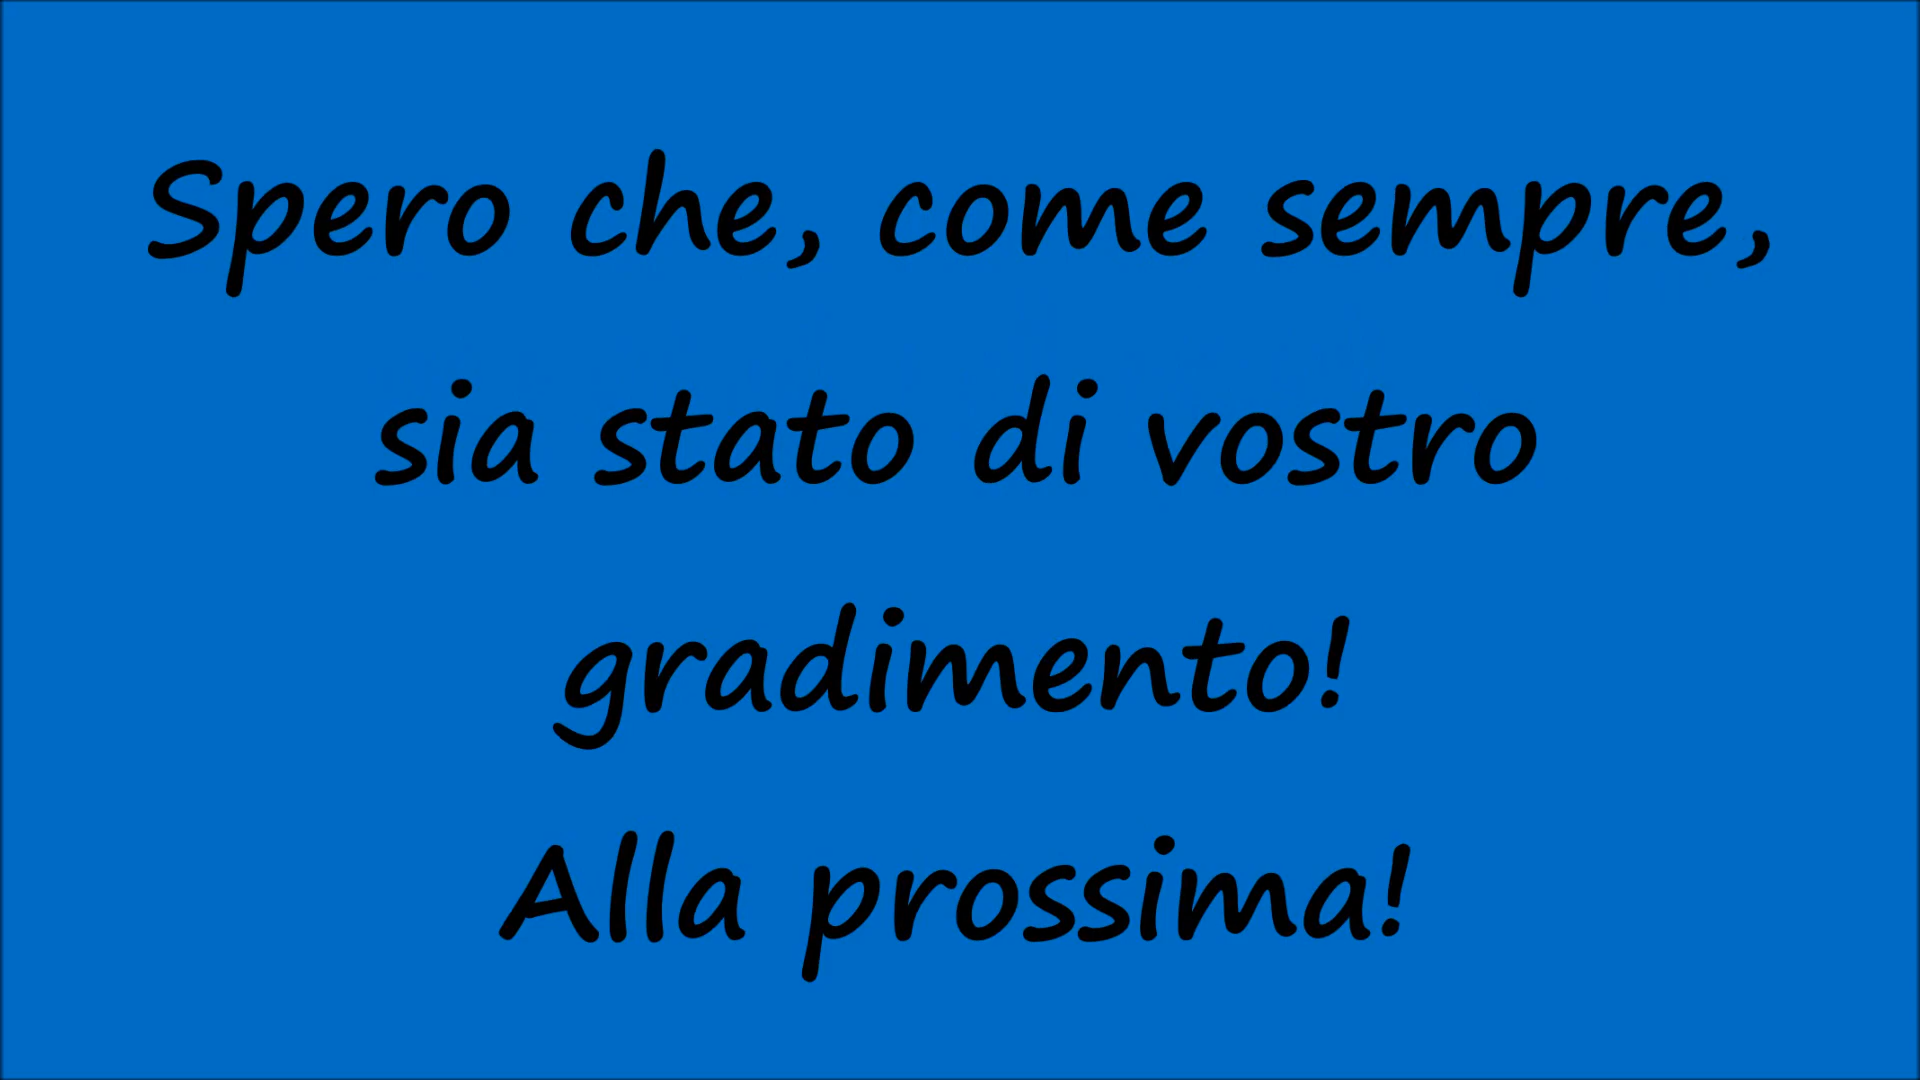 Spero che, come sempre,
sia stato di vostro
gradimento!
Alla prossima!